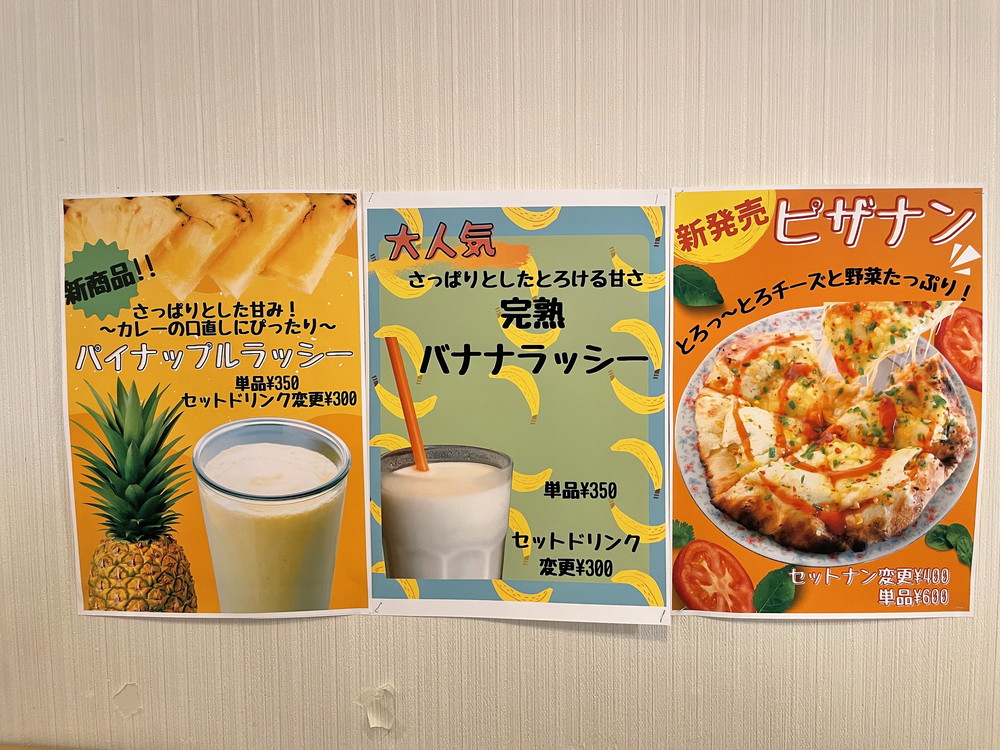 新商品!!
さっぱりとした甘み！
～カレーの口直しにぴったり～
パイナップルラッシー
単品¥350
セットドリンク変更¥300
大人気
さっぱりとしたとろける甘さ
完熟
バナナラッシー
単品¥350
セットドリンク
変更¥300
新発売
ピザナン
とろっ～とろチーズと野菜たっぷり！
セットナン変更¥400
単品¥600